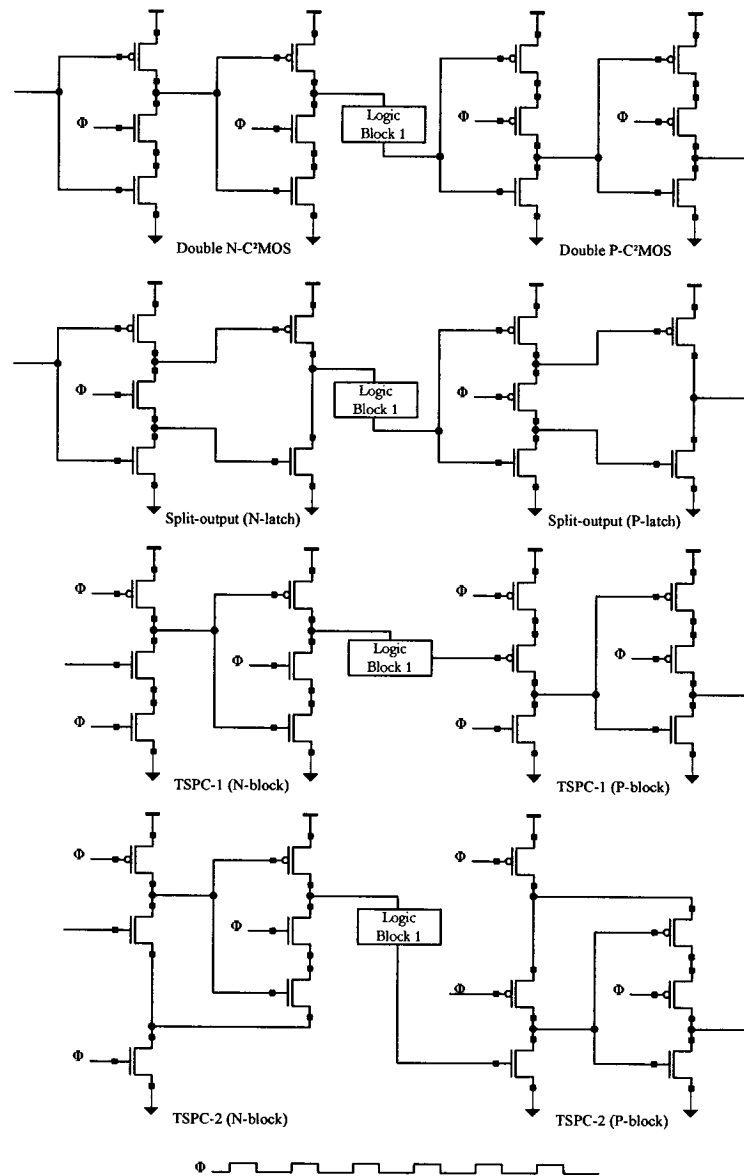 Φ
Φ
Logic
Block 1
Φ
Φ
Double N-C²MOS
Double P-C²MOS
Φ
Logic
Block 1
Φ
Split-output (N-latch)
Split-output (P-latch)
Φ
Φ
Φ
Φ
Logic
Block 1
Φ
Φ
TSPC-1 (N-block)
TSPC-1 (P-block)
Φ
Φ
Φ
Logic
Block 1
Φ
Φ
Φ
TSPC-2 (N-block)
TSPC-2 (P-block)
Φ